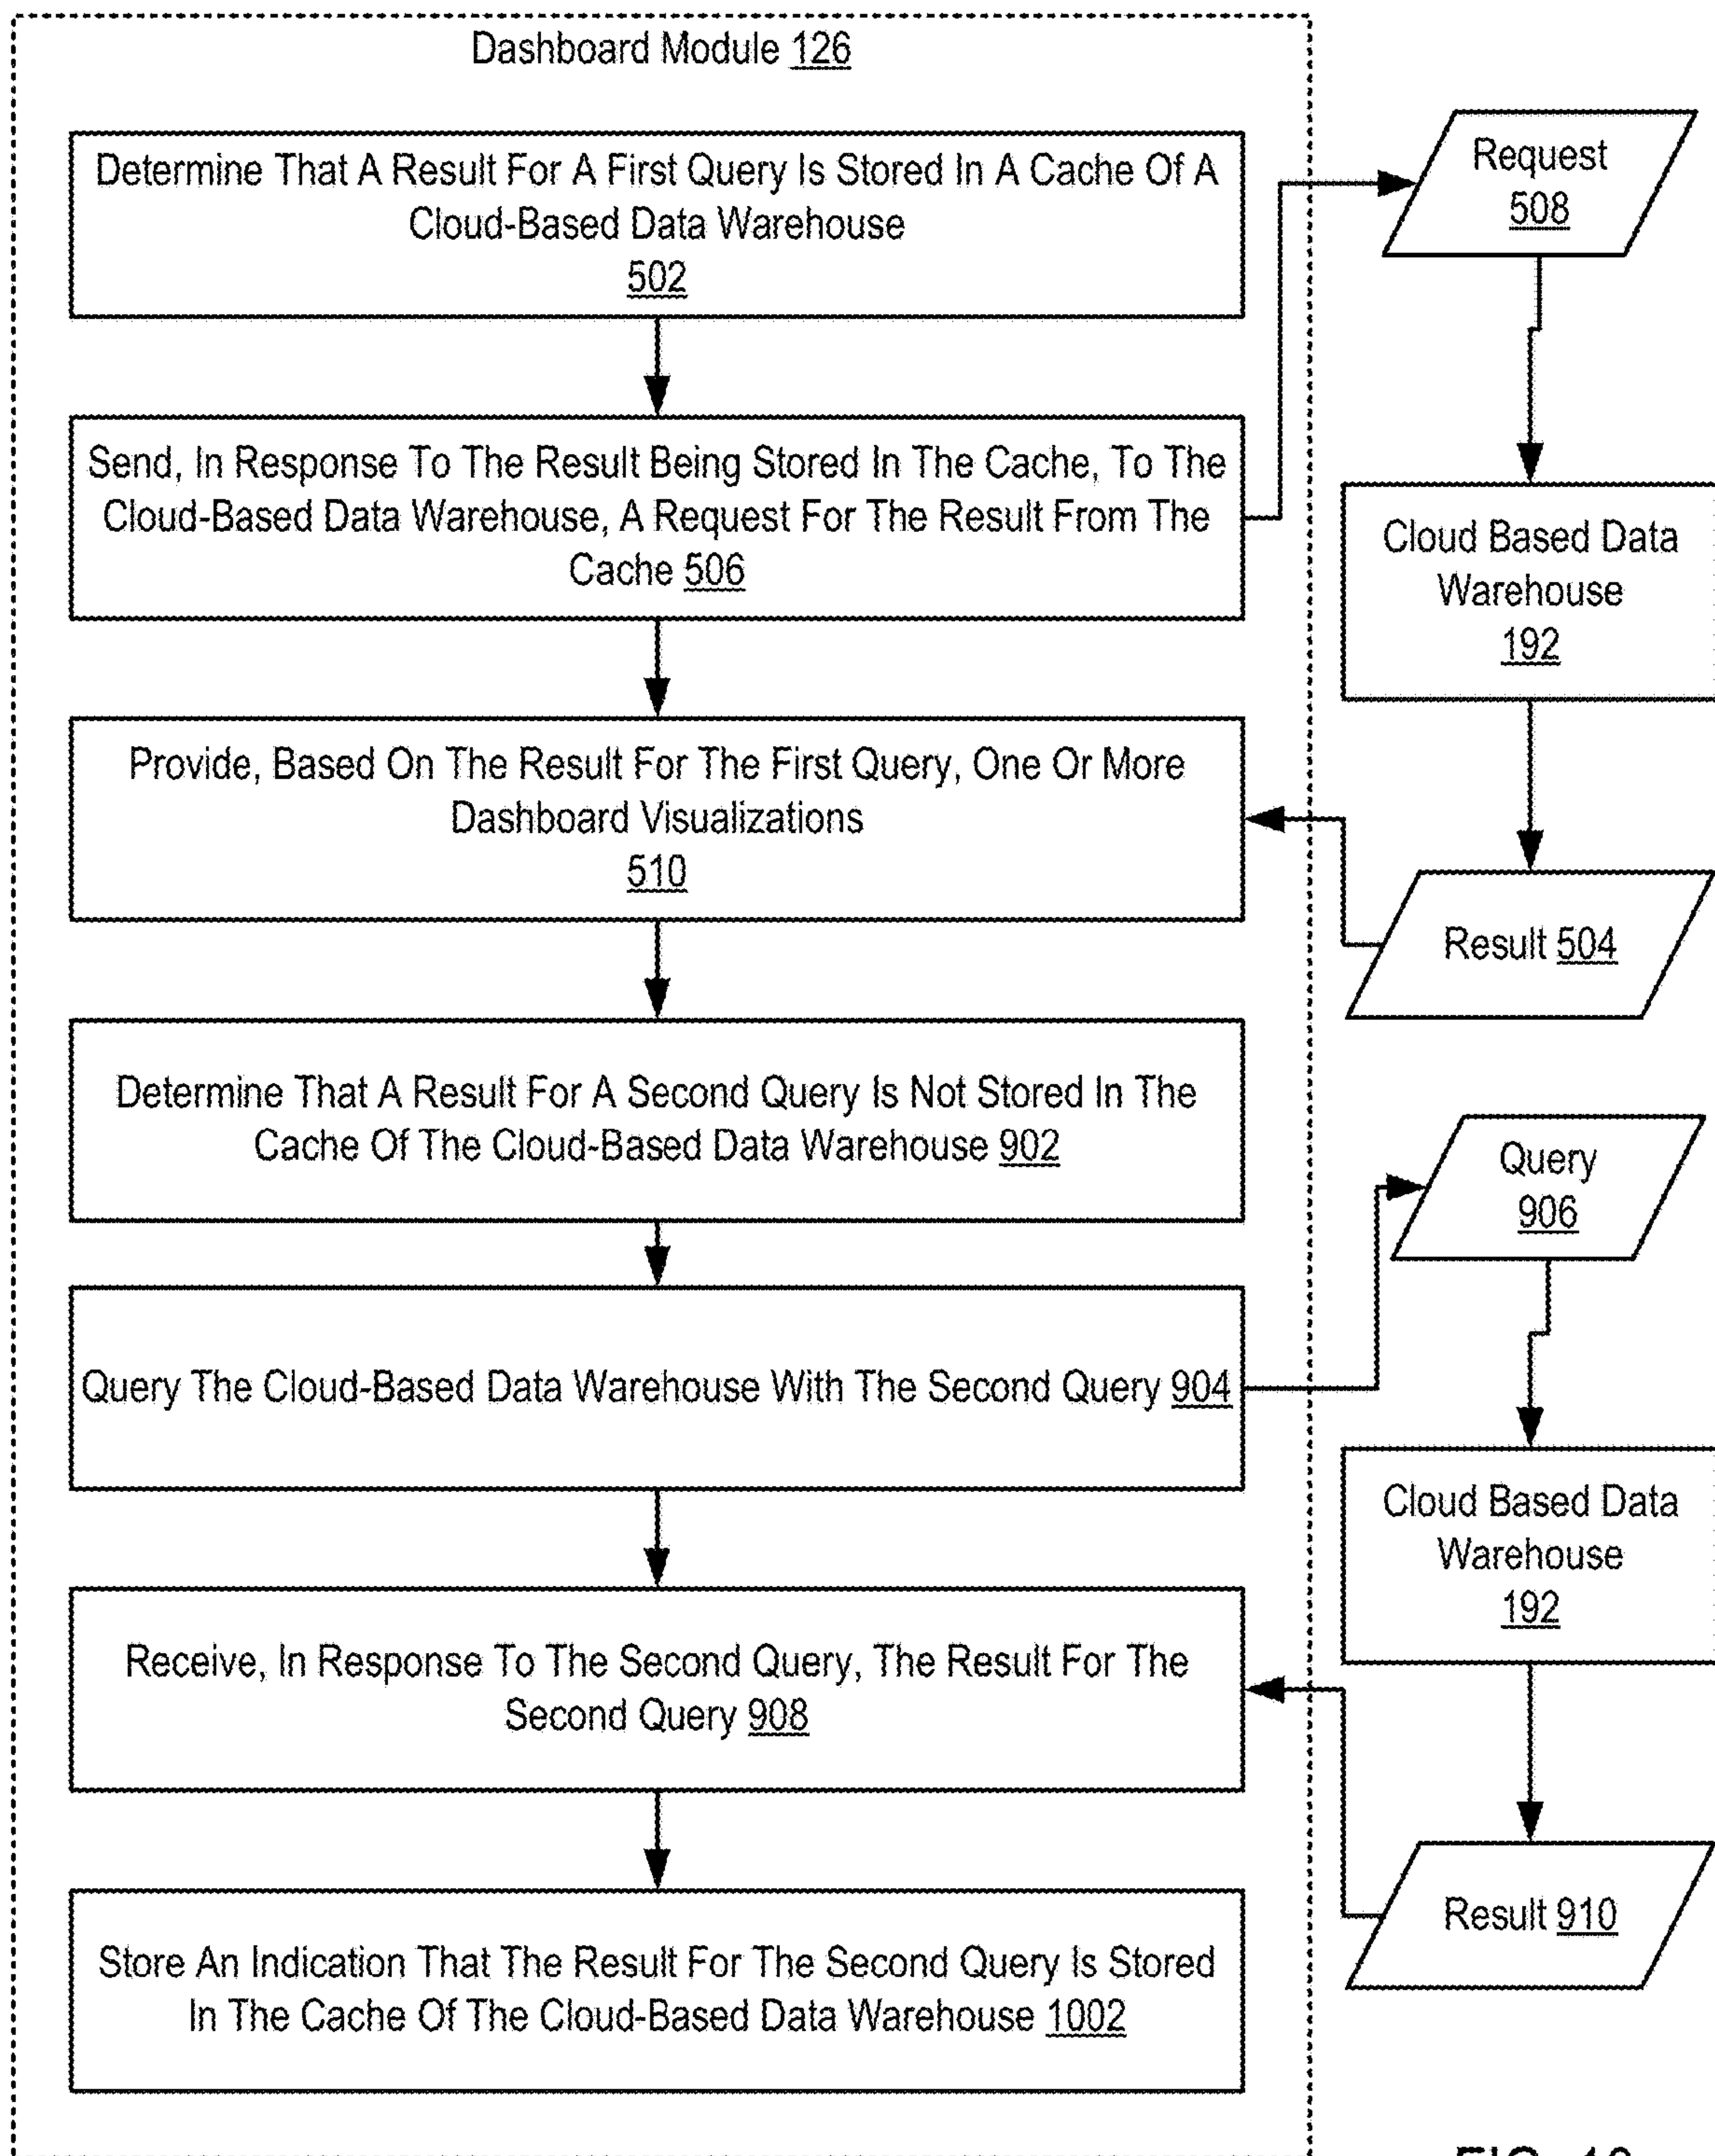 Dashboard Module 126
Determine That A Result For A First Query Is Stored In A Cache Of A
Cloud-Based Data Warehouse
502
Request
508
Send, In Response To The Result Being Stored In The Cache, To The
Cloud-Based Data Warehouse, A Request For The Result From The
Cache 506
Cloud Based Data
Warehouse
192
Provide, Based On The Result For The First Query, One Or More
Dashboard Visualizations
510
Result 504
Determine That A Result For A Second Query Is Not Stored In The
Cache Of The Cloud-Based Data Warehouse 902
Query
906
Query The Cloud-Based Data Warehouse With The Second Query 904
Cloud Based Data
Warehouse
192
Receive, In Response To The Second Query, The Result For The
Second Query 908
Result 910
Store An Indication That The Result For The Second Query Is Stored
In The Cache Of The Cloud-Based Data Warehouse 1002